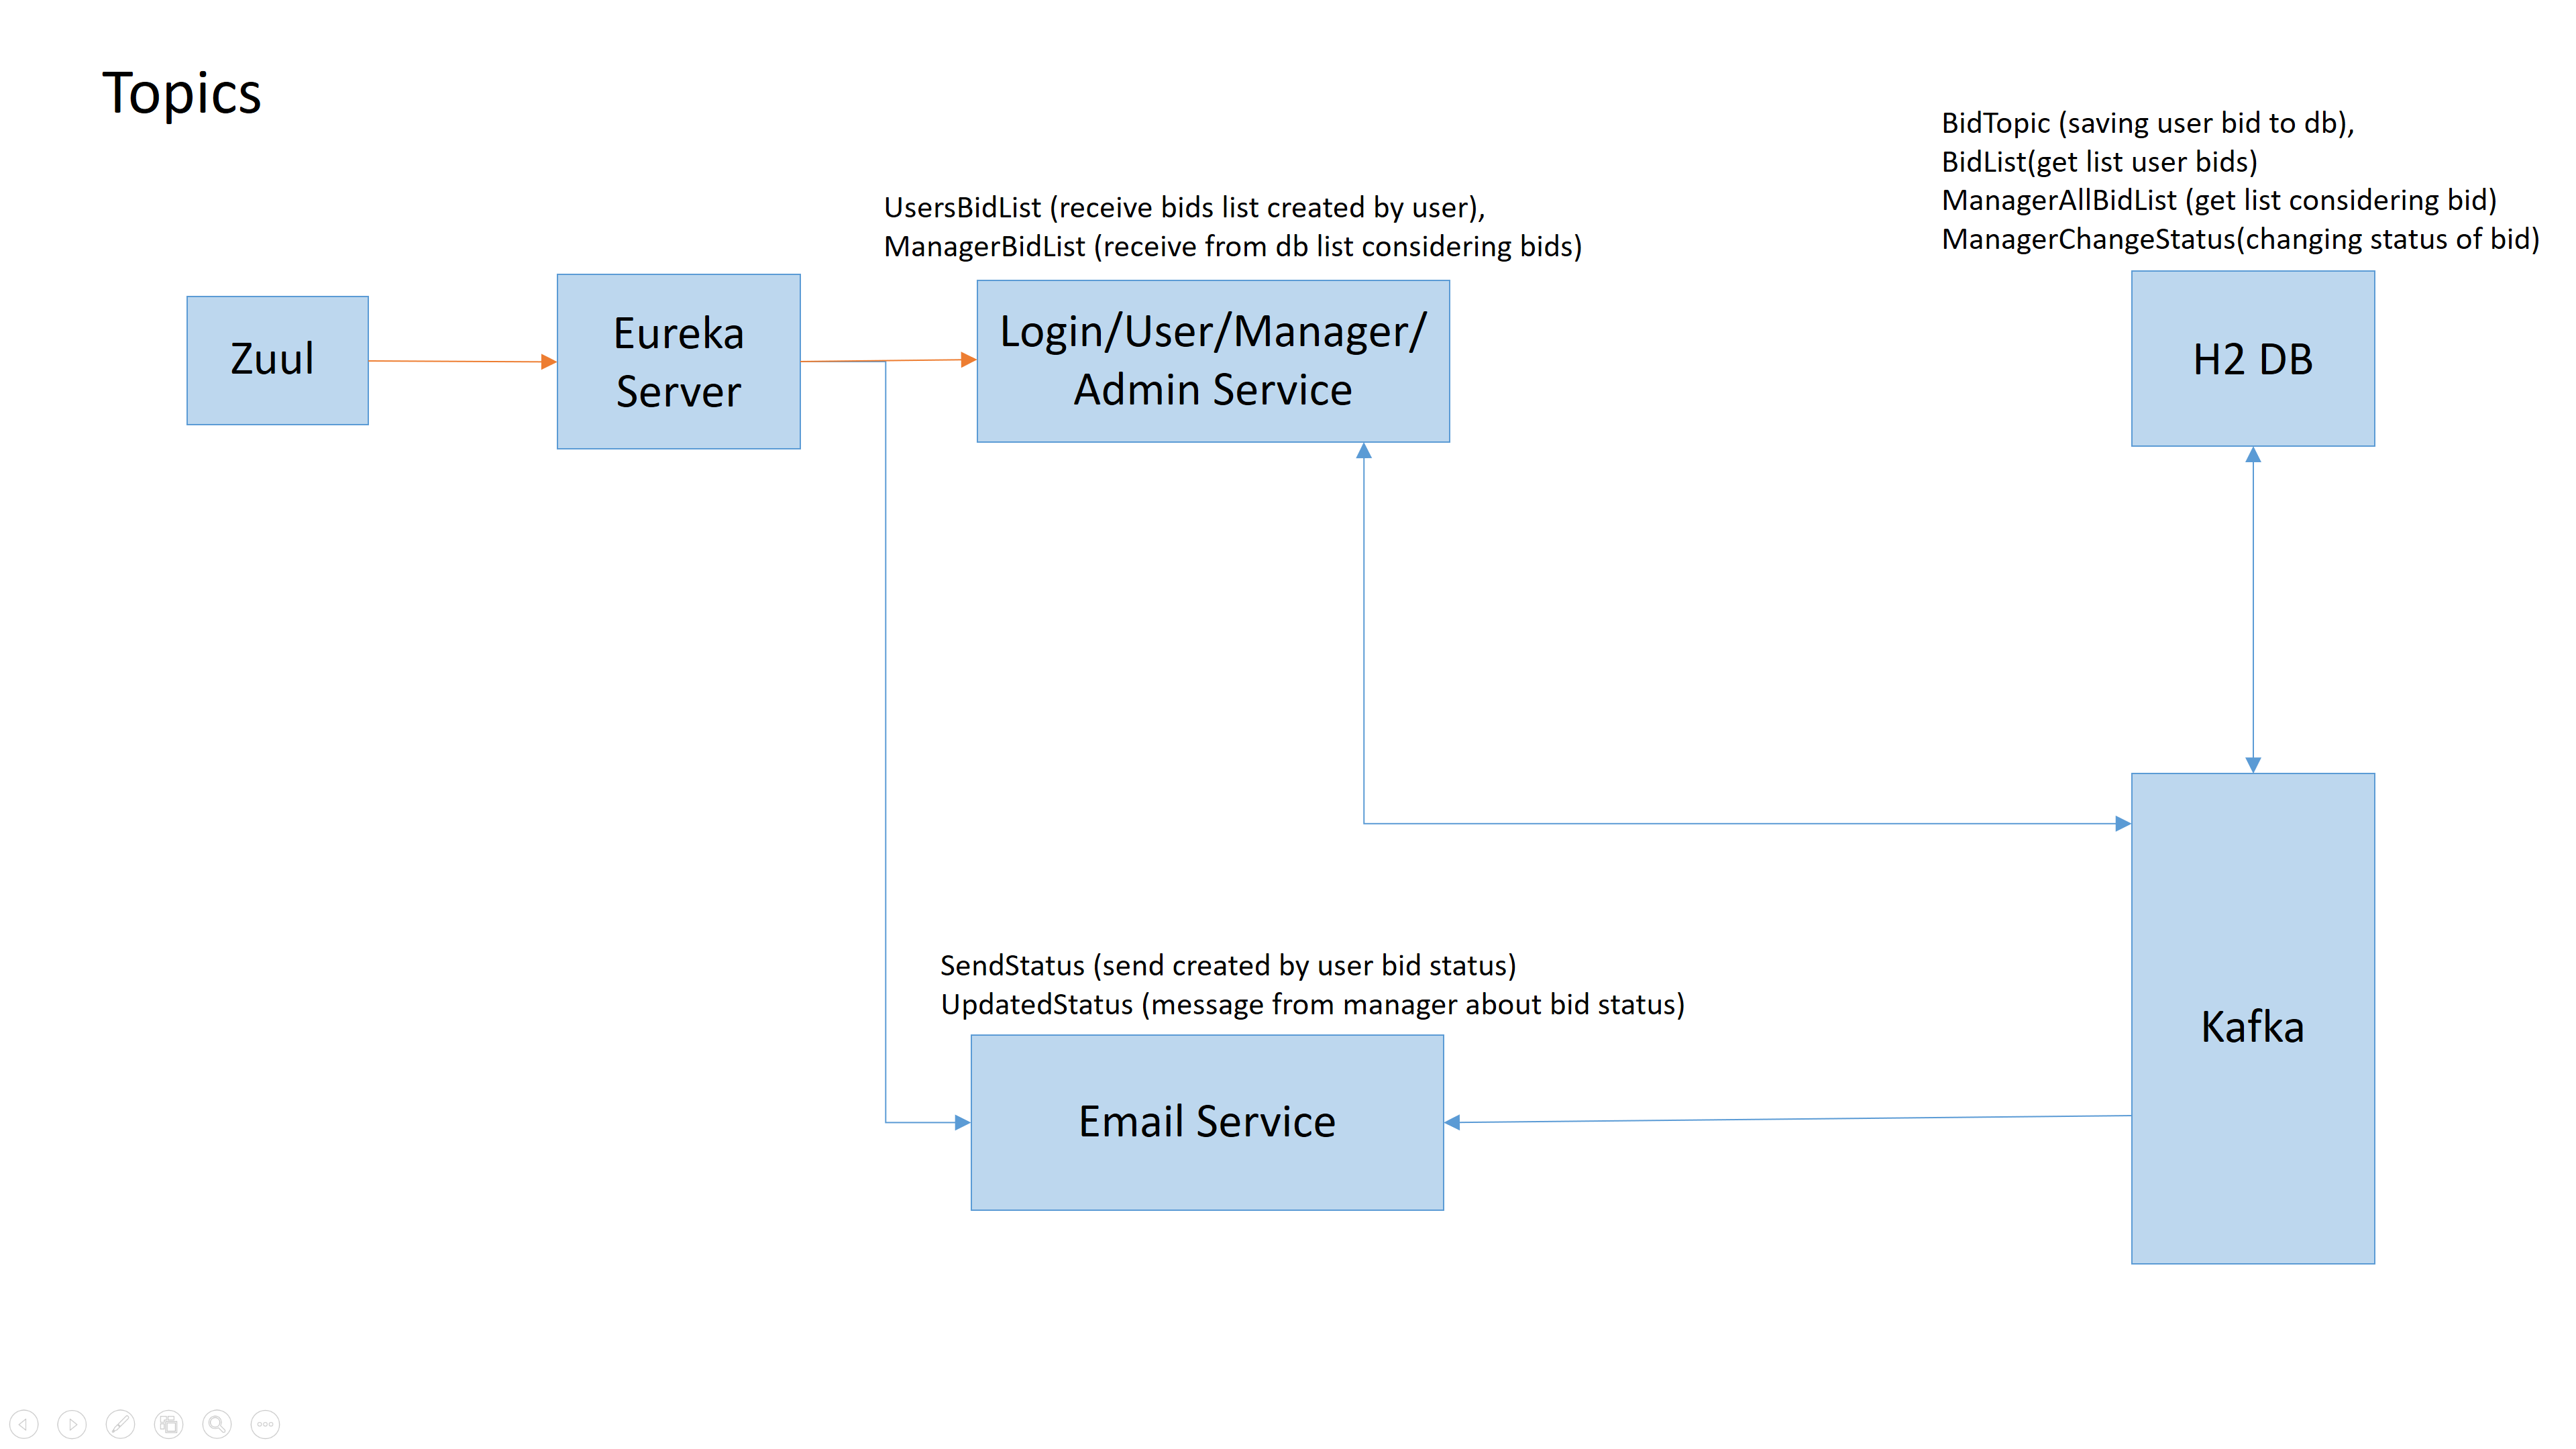 Topics
BidTopic (saving user bid to db),
BidList(get list user bids)
ManagerAllBidList (get list considering bid)
ManagerChangeStatus(changing status of bid)
UsersBidList (receive bids list created by user),
ManagerBidList (receive from db list considering bids)
Zuul
Eureka
Server
Login/User/Manager/
Admin Service
H2 DB
SendStatus (send created by user bid status)
UpdatedStatus (message from manager about bid status)
Email Service
Kafka